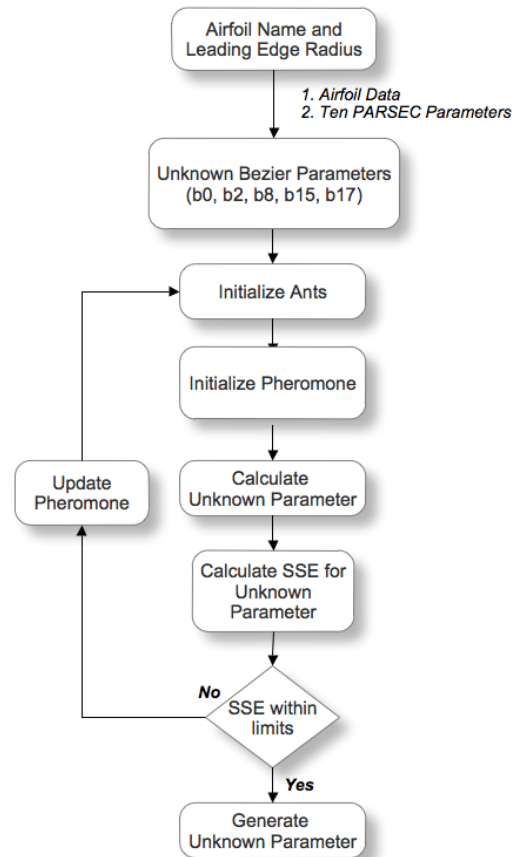 Airfoil Name and
Leading Edge Radius
1. Airfoil Data
2. Ten PARSEC Parameters
Unknown Bezier Parameters
(b0, b2, b8, b15, b17)
Initialize Ants
Initialize Pheromone
Update
Pheromone
Calculate
Unknown Parameter
Calculate SSE for
Unknown
Parameter
No
SSE within
limits
Yes
Generate
Unknown Parameter